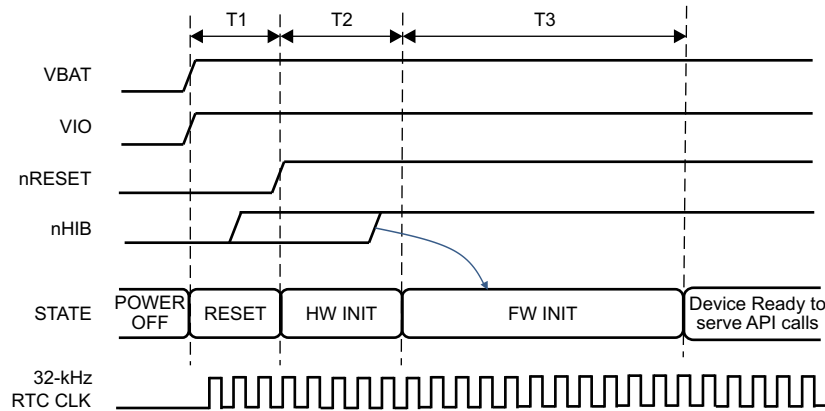 T1
T2
T3
VBAT
VIO
nRESET
nHIB
STATE
POWER
OFF
RESET
HW INIT
FW INIT
Device Ready to
serve API calls
32-kHz
RTC CLK